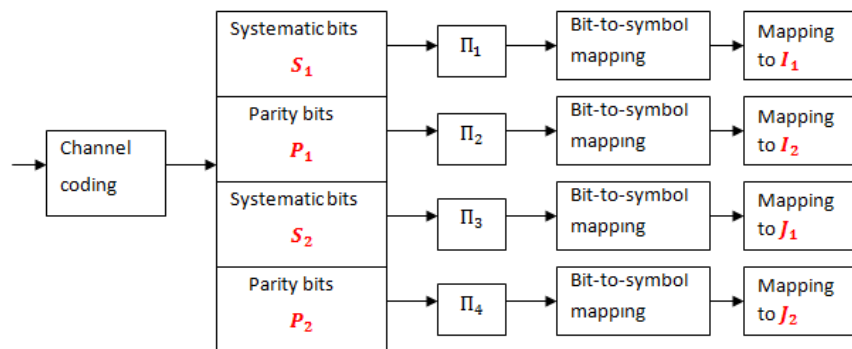 Systematic bits
S₁
Π₁
Bit-to-symbol
mapping
Mapping
to I₁
Parity bits
P₁
Π₂
Bit-to-symbol
mapping
Mapping
to I₂
Channel
coding
Systematic bits
S₂
Π₃
Bit-to-symbol
mapping
Mapping
to J₁
Parity bits
P₂
Π₄
Bit-to-symbol
mapping
Mapping
to J₂